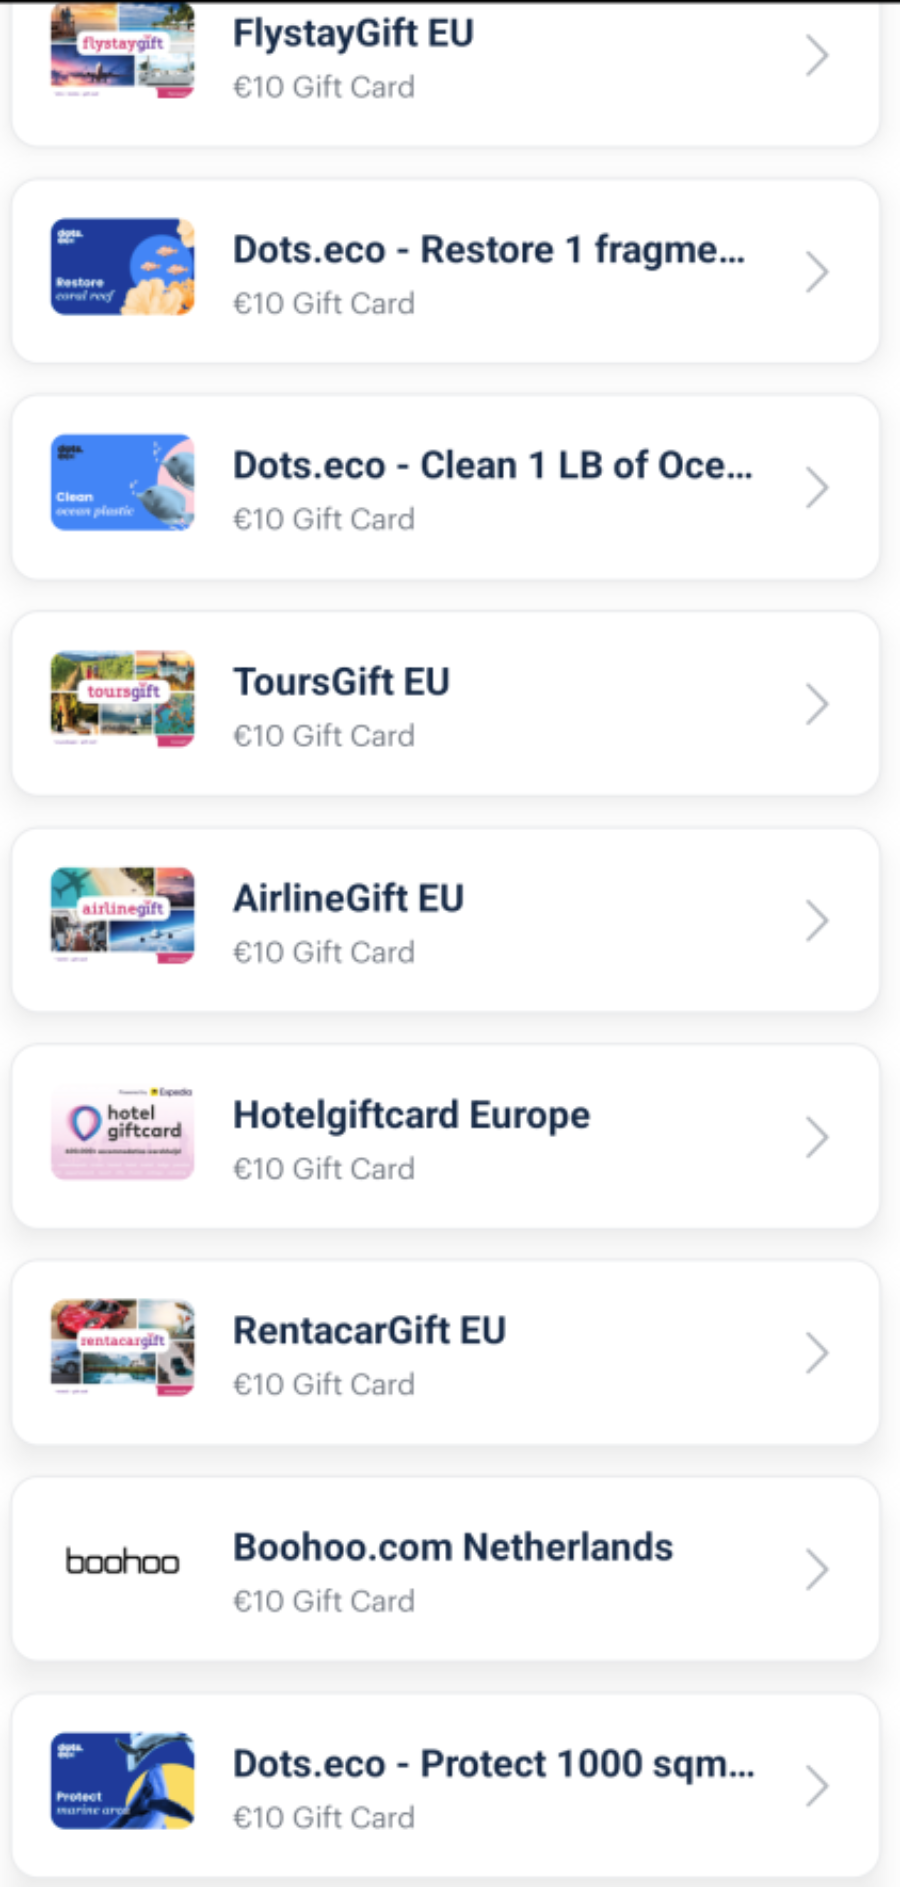 flystaygift
FlystayGift EU
€10 Gift Card
dots.
eco
Restore
coral reef
Dots.eco - Restore 1 fragme...
€10 Gift Card
dots.
eco
Clean
ocean plastic
Dots.eco - Clean 1 LB of Oce...
€10 Gift Card
toursgift
ToursGift EU
€10 Gift Card
airlinegift
AirlineGift EU
€10 Gift Card
Powered by Expedia
hotel
giftcard
Hotelgiftcard Europe
€10 Gift Card
rentacargift
RentacarGift EU
€10 Gift Card
boohoo
Boohoo.com Netherlands
€10 Gift Card
dots.
eco
Protect
marine area
Dots.eco - Protect 1000 sqm...
€10 Gift Card